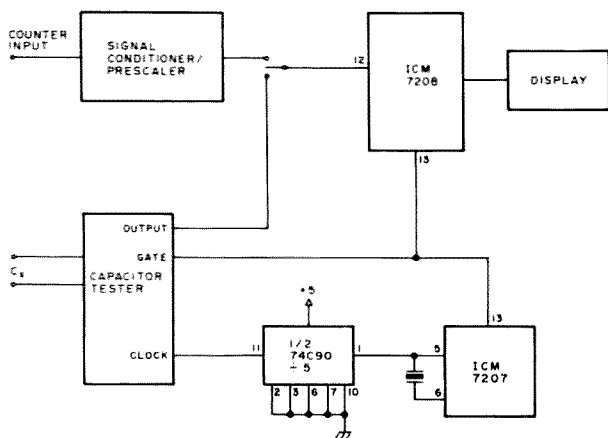 COUNTER
INPUT
SIGNAL
CONDITIONER/
PRESCALER
12
ICM
7208
DISPLAY
13
OUTPUT
GATE
Cx
CAPACITOR
TESTER
CLOCK
+5
11
1/2
74C90
÷5
1
2 3 6 7 10
13
5
6
ICM
7207